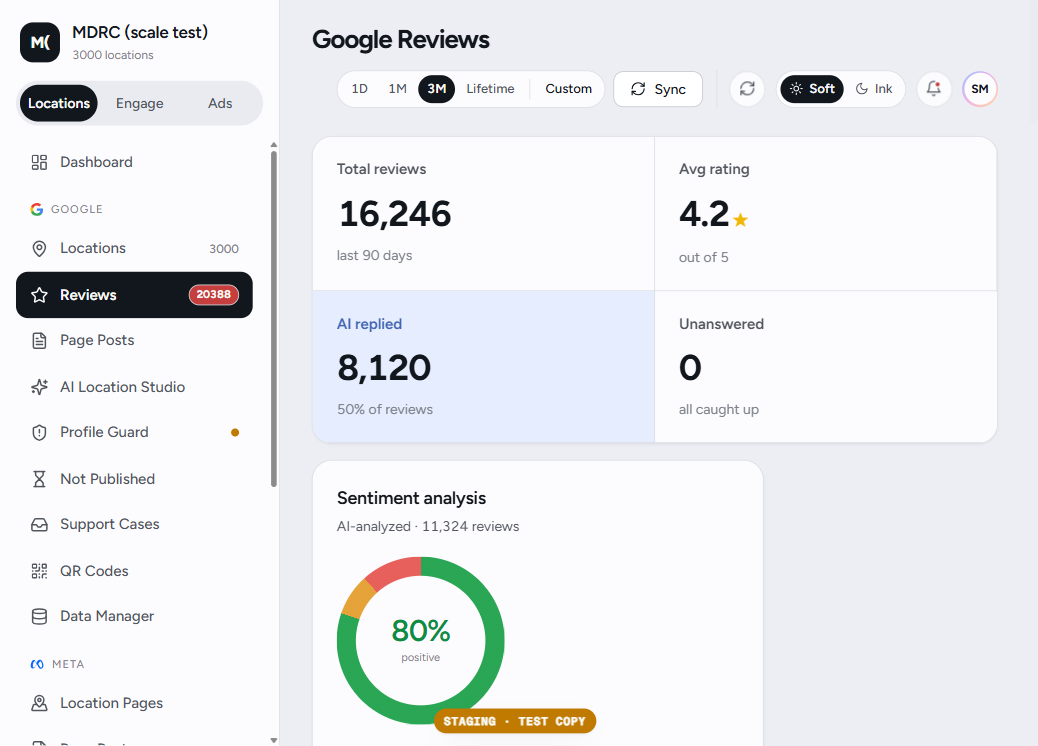 M(
MDRC (scale test)
3000 locations
Locations
Engage
Ads
Dashboard
GOOGLE
Locations
3000
Reviews
20388
Page Posts
AI Location Studio
Profile Guard
Not Published
Support Cases
QR Codes
Data Manager
META
Location Pages
Google Reviews
1D
1M
3M
Lifetime
Custom
Sync
Soft
Ink
SM
Total reviews
16,246
last 90 days
Avg rating
4.2
out of 5
AI replied
8,120
50% of reviews
Unanswered
0
all caught up
Sentiment analysis
AI-analyzed · 11,324 reviews
80%
positive
STAGING · TEST COPY